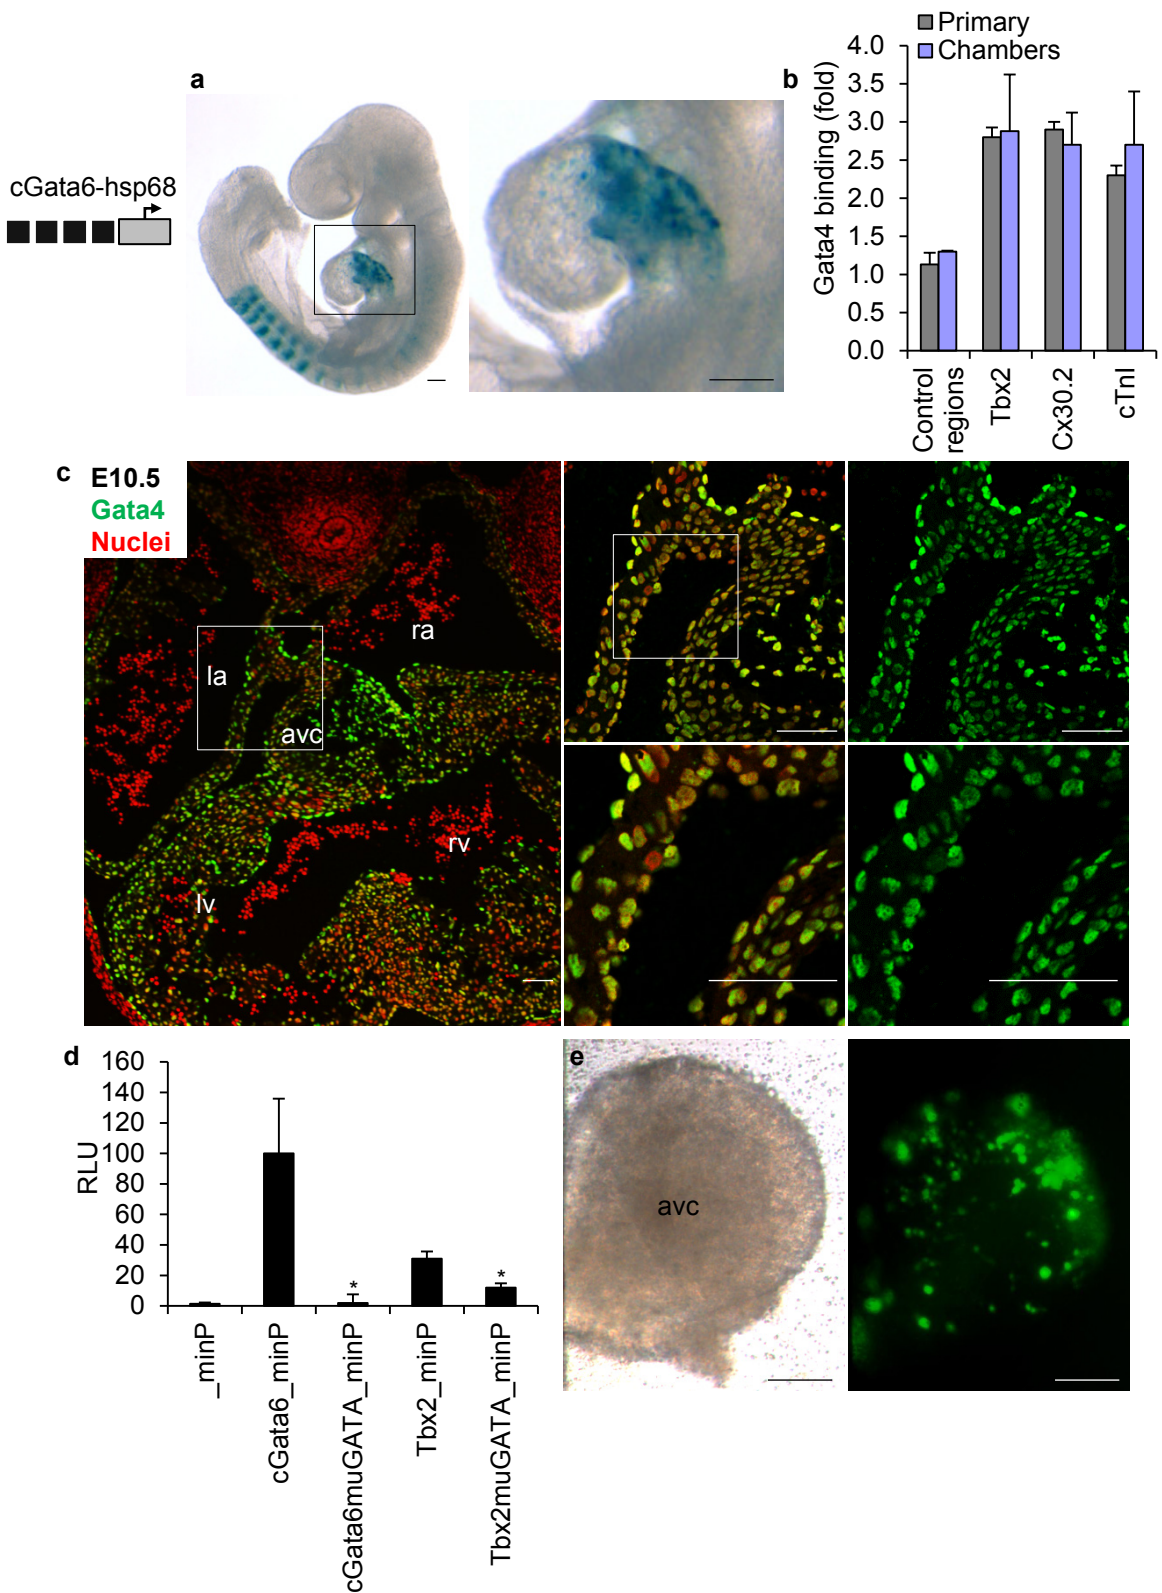 a
cGata6-hsp68
b
Primary
Chambers
Gata4 binding (fold)
4.0
3.5
3.0
2.5
2.0
1.5
1.0
0.5
0.0
Control
regions
Tbx2
Cx30.2
cTnI
c
E10.5
Gata4
Nuclei
ra
la
avc
rv
lv
d
RLU
160
140
120
100
80
60
40
20
0
*
*
_minP
cGata6_minP
cGata6muGATA_minP
Tbx2_minP
Tbx2muGATA_minP
e
avc